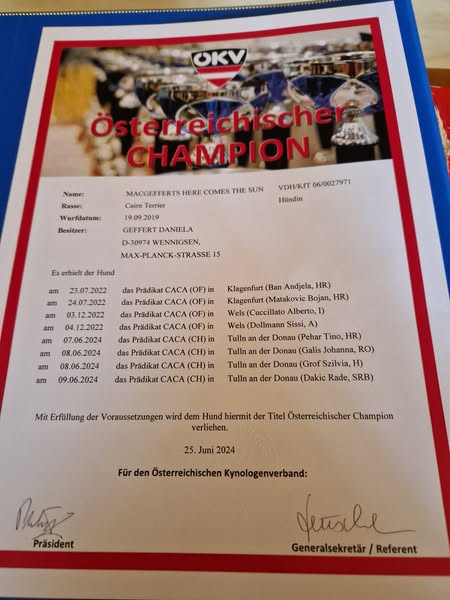 ÖKV
Österreichischer
CHAMPION
Name: MACGEFFERTS HERE COMES THE SUN VDH/KfT 06/0027971
Rasse: Cairn Terrier Hündin
Wurfdatum: 19.09.2019
Besitzer: GEFFERT DANIELA
D-30974 WENNIGSEN,
MAX-PLANCK-STRASSE 15
Es erhielt der Hund
am 23.07.2022 das Prädikat CACA (OF) in Klagenfurt (Ban Andjela, HR)
am 24.07.2022 das Prädikat CACA (OF) in Klagenfurt (Matakovic Bojan, HR)
am 03.12.2022 das Prädikat CACA (OF) in Wels (Cuccillato Alberto, I)
am 04.12.2022 das Prädikat CACA (OF) in Wels (Dollmann Sissi, A)
am 07.06.2024 das Prädikat CACA (CH) in Tulln an der Donau (Pehar Tino, HR)
am 08.06.2024 das Prädikat CACA (CH) in Tulln an der Donau (Galis Johanna, RO)
am 08.06.2024 das Prädikat CACA (CH) in Tulln an der Donau (Grof Szilvia, H)
am 09.06.2024 das Prädikat CACA (CH) in Tulln an der Donau (Dakic Rade, SRB)
Mit Erfüllung der Voraussetzungen wird dem Hund hiermit der Titel Österreichischer Champion
verliehen.
25. Juni 2024
Für den Österreichischen Kynologenverband:
Präsident
Generalsekretär / Referent